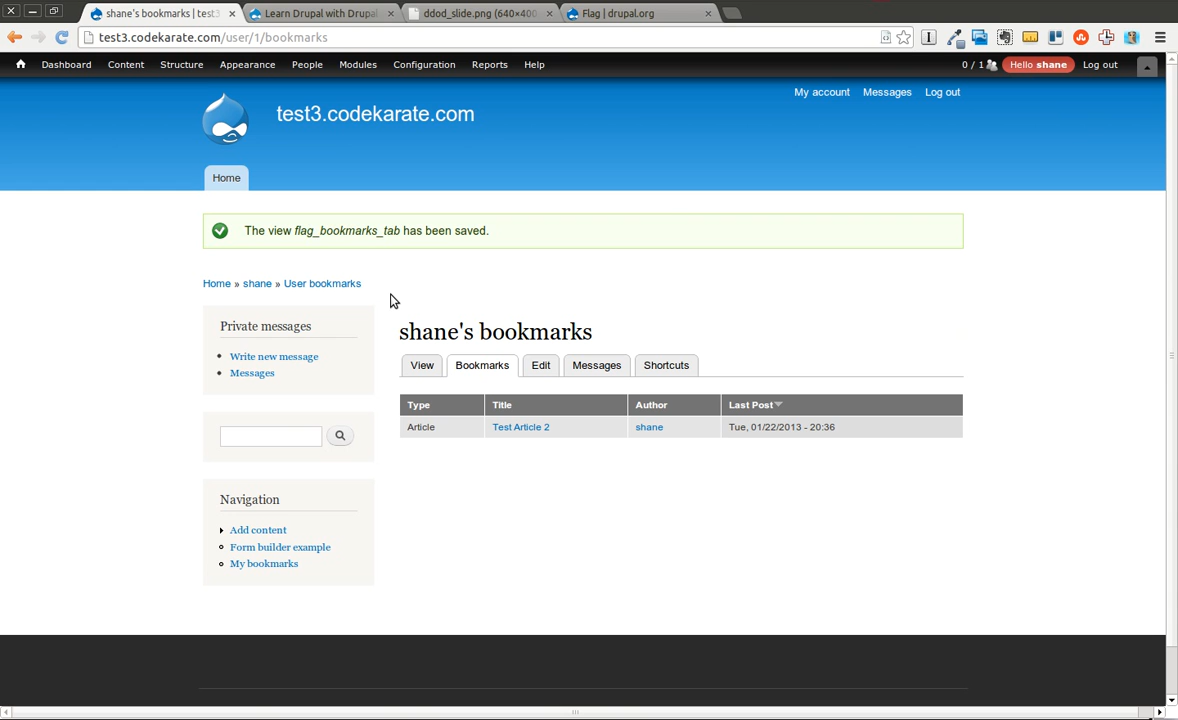 shane's bookmarks | test3
Learn Drupal with Drupal
ddod_slide.png (640×400
Flag | drupal.org
test3.codekarate.com/user/1/bookmarks
Dashboard Content Structure Appearance People Modules Configuration Reports Help 0 / 1 Hello shane Log out
My account Messages Log out
test3.codekarate.com
Home
The view flag_bookmarks_tab has been saved.
Home » shane » User bookmarks
Private messages
Write new message
Messages
shane's bookmarks
View Bookmarks Edit Messages Shortcuts
Type Title Author Last Post
Article Test Article 2 shane Tue, 01/22/2013 - 20:36
Navigation
Add content
Form builder example
My bookmarks